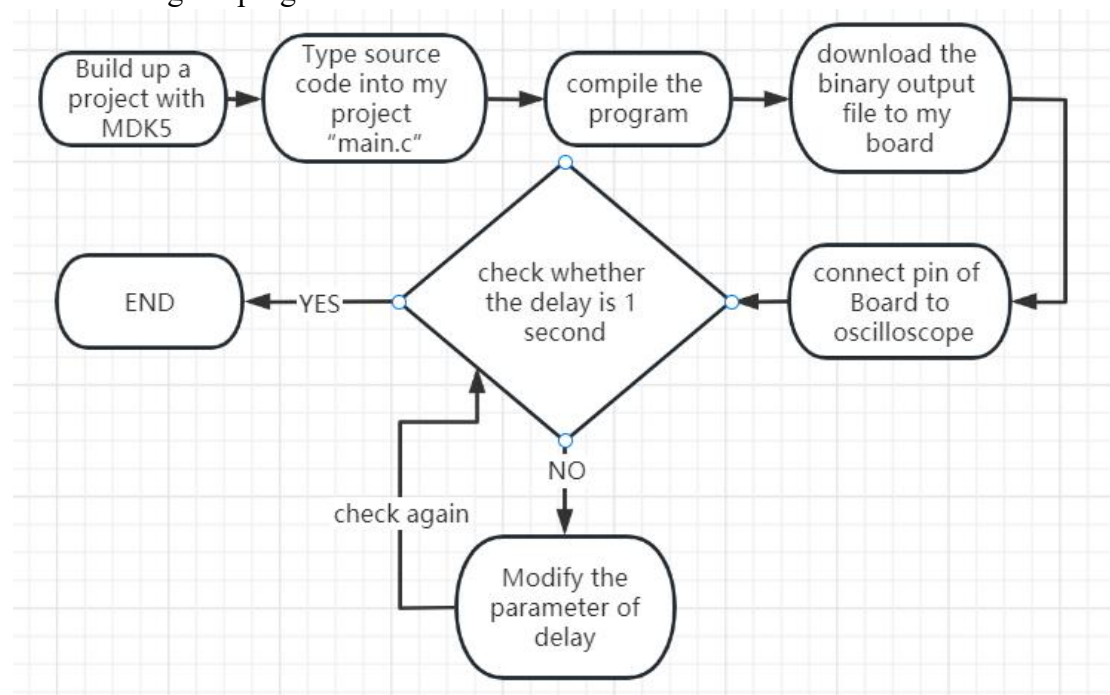 Build up a
project with
MDK5
Type source
code into my
project
"main.c"
compile the
program
download the
binary output
file to my
board
connect pin of
Board to
oscilloscope
check whether
the delay is 1
second
YES
END
NO
Modify the
parameter of
delay
check again